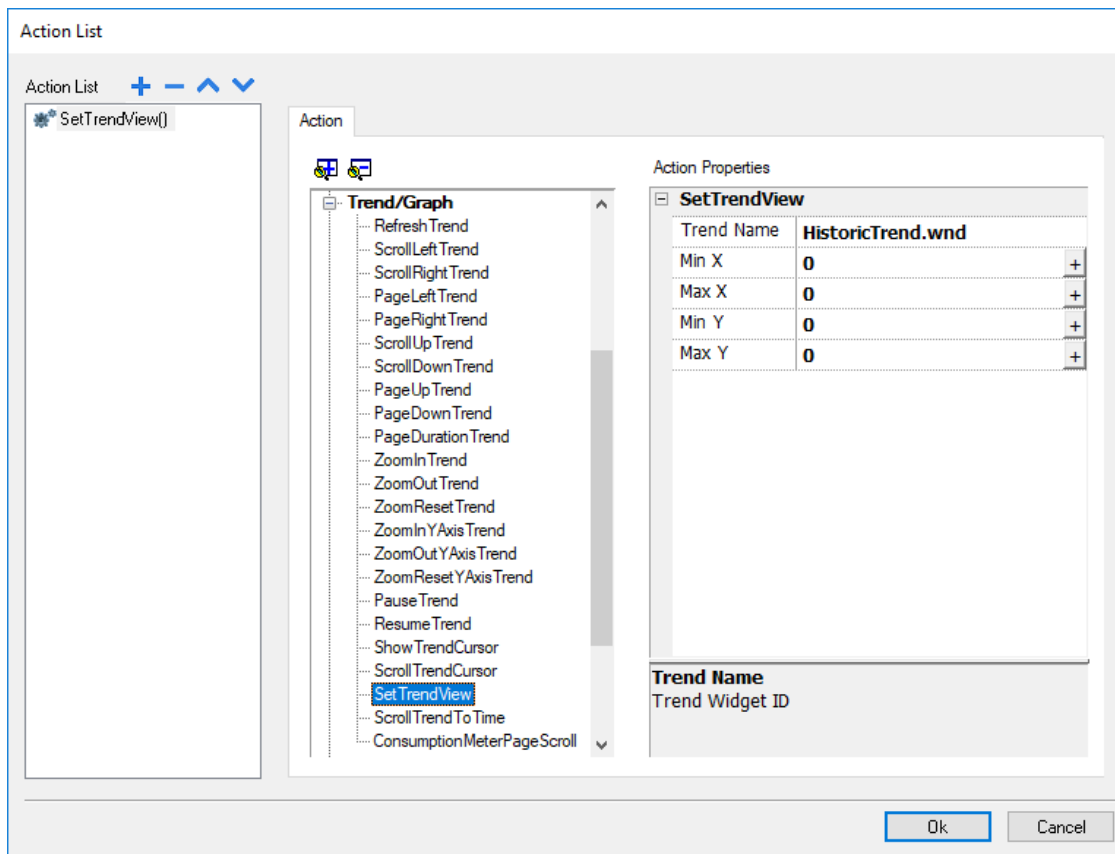 Action List
Action List
SetTrendView()
Action
Trend/Graph
RefreshTrend
ScrollLeftTrend
ScrollRightTrend
PageLeftTrend
PageRightTrend
ScrollUpTrend
ScrollDownTrend
PageUpTrend
PageDownTrend
PageDurationTrend
ZoomInTrend
ZoomOutTrend
ZoomResetTrend
ZoomInYAxisTrend
ZoomOutYAxisTrend
ZoomResetYAxisTrend
PauseTrend
ResumeTrend
ShowTrendCursor
ScrollTrendCursor
SetTrendView
ScrollTrendToTime
ConsumptionMeterPageScroll
Action Properties
SetTrendView
Trend Name HistoricTrend.wnd
Min X 0 +
Max X 0 +
Min Y 0 +
Max Y 0 +
Trend Name
Trend Widget ID
Ok Cancel